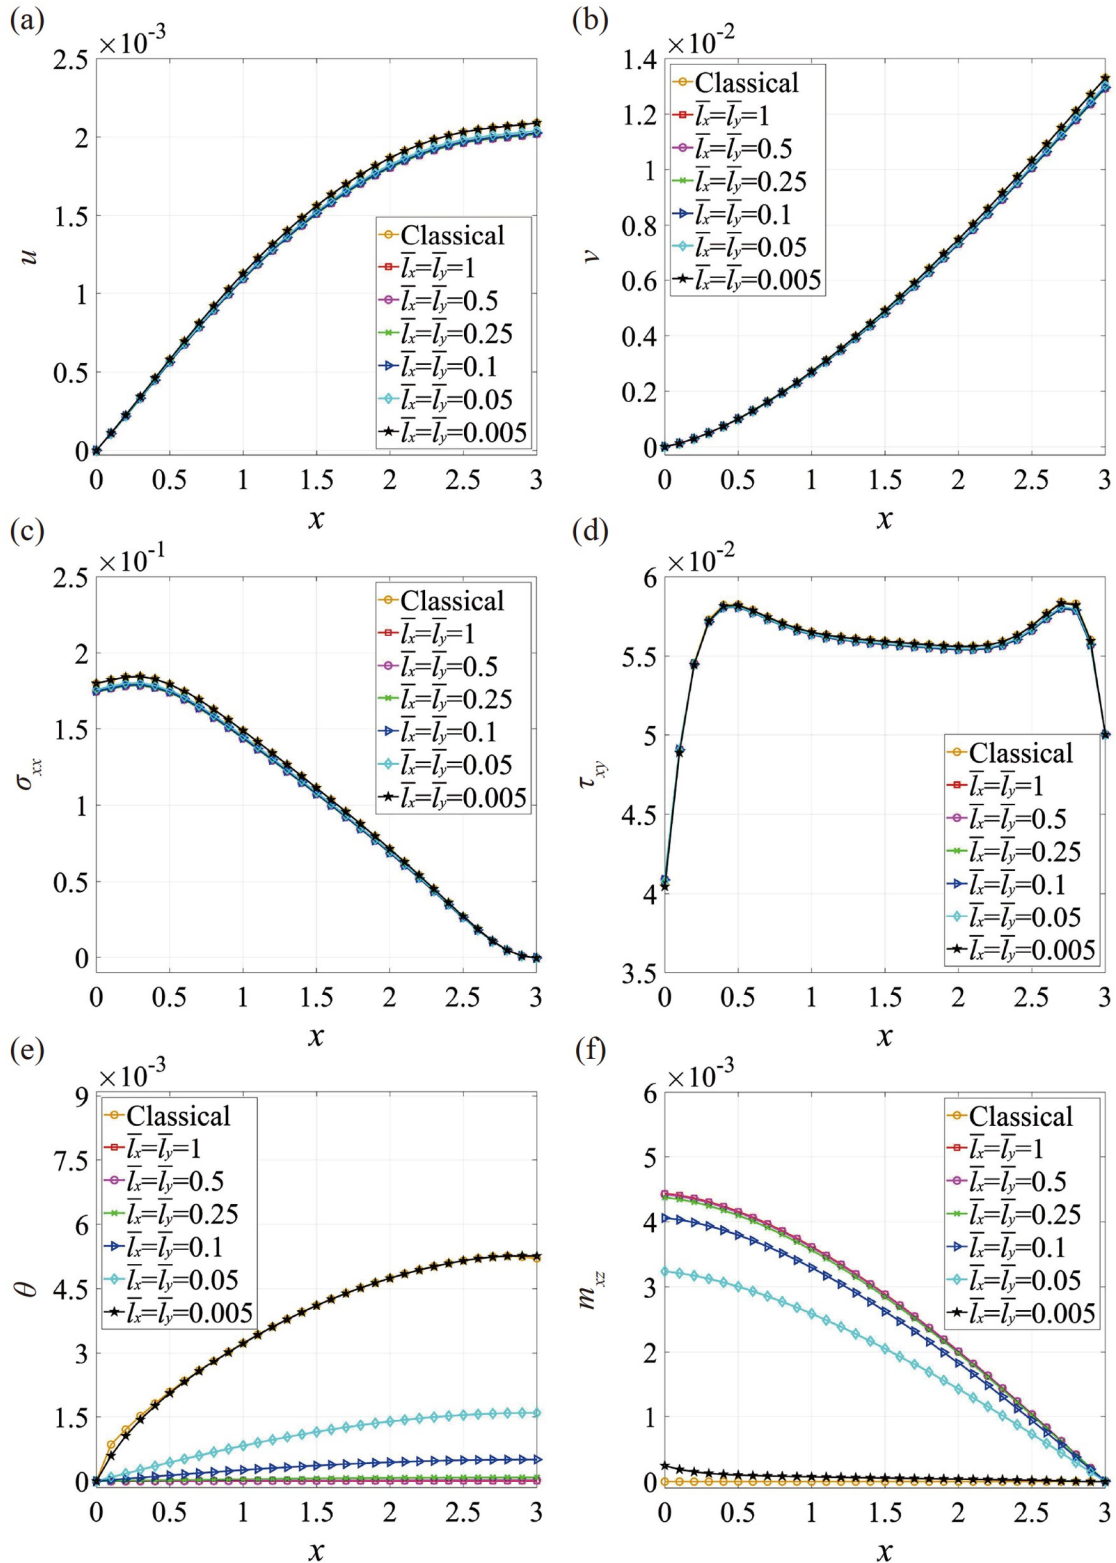 (a)
×10⁻³
2.5
2
1.5
1
0.5
0
u
0 0.5 1 1.5 2 2.5 3
x
Classical
l̅ₓ=l̅ᵧ=1
l̅ₓ=l̅ᵧ=0.5
l̅ₓ=l̅ᵧ=0.25
l̅ₓ=l̅ᵧ=0.1
l̅ₓ=l̅ᵧ=0.05
l̅ₓ=l̅ᵧ=0.005
(b)
×10⁻²
1.4
1.2
1
0.8
0.6
0.4
0.2
0
v
0 0.5 1 1.5 2 2.5 3
x
Classical
l̅ₓ=l̅ᵧ=1
l̅ₓ=l̅ᵧ=0.5
l̅ₓ=l̅ᵧ=0.25
l̅ₓ=l̅ᵧ=0.1
l̅ₓ=l̅ᵧ=0.05
l̅ₓ=l̅ᵧ=0.005
(c)
×10⁻¹
2.5
2
1.5
1
0.5
0
σₓₓ
0 0.5 1 1.5 2 2.5 3
x
Classical
l̅ₓ=l̅ᵧ=1
l̅ₓ=l̅ᵧ=0.5
l̅ₓ=l̅ᵧ=0.25
l̅ₓ=l̅ᵧ=0.1
l̅ₓ=l̅ᵧ=0.05
l̅ₓ=l̅ᵧ=0.005
(d)
×10⁻²
6
5.5
5
4.5
4
3.5
τₓᵧ
0 0.5 1 1.5 2 2.5 3
x
Classical
l̅ₓ=l̅ᵧ=1
l̅ₓ=l̅ᵧ=0.5
l̅ₓ=l̅ᵧ=0.25
l̅ₓ=l̅ᵧ=0.1
l̅ₓ=l̅ᵧ=0.05
l̅ₓ=l̅ᵧ=0.005
(e)
×10⁻³
9
7.5
6
4.5
3
1.5
0
θ
0 0.5 1 1.5 2 2.5 3
x
Classical
l̅ₓ=l̅ᵧ=1
l̅ₓ=l̅ᵧ=0.5
l̅ₓ=l̅ᵧ=0.25
l̅ₓ=l̅ᵧ=0.1
l̅ₓ=l̅ᵧ=0.05
l̅ₓ=l̅ᵧ=0.005
(f)
×10⁻³
6
5
4
3
2
1
0
m_xz
0 0.5 1 1.5 2 2.5 3
x
Classical
l̅ₓ=l̅ᵧ=1
l̅ₓ=l̅ᵧ=0.5
l̅ₓ=l̅ᵧ=0.25
l̅ₓ=l̅ᵧ=0.1
l̅ₓ=l̅ᵧ=0.05
l̅ₓ=l̅ᵧ=0.005